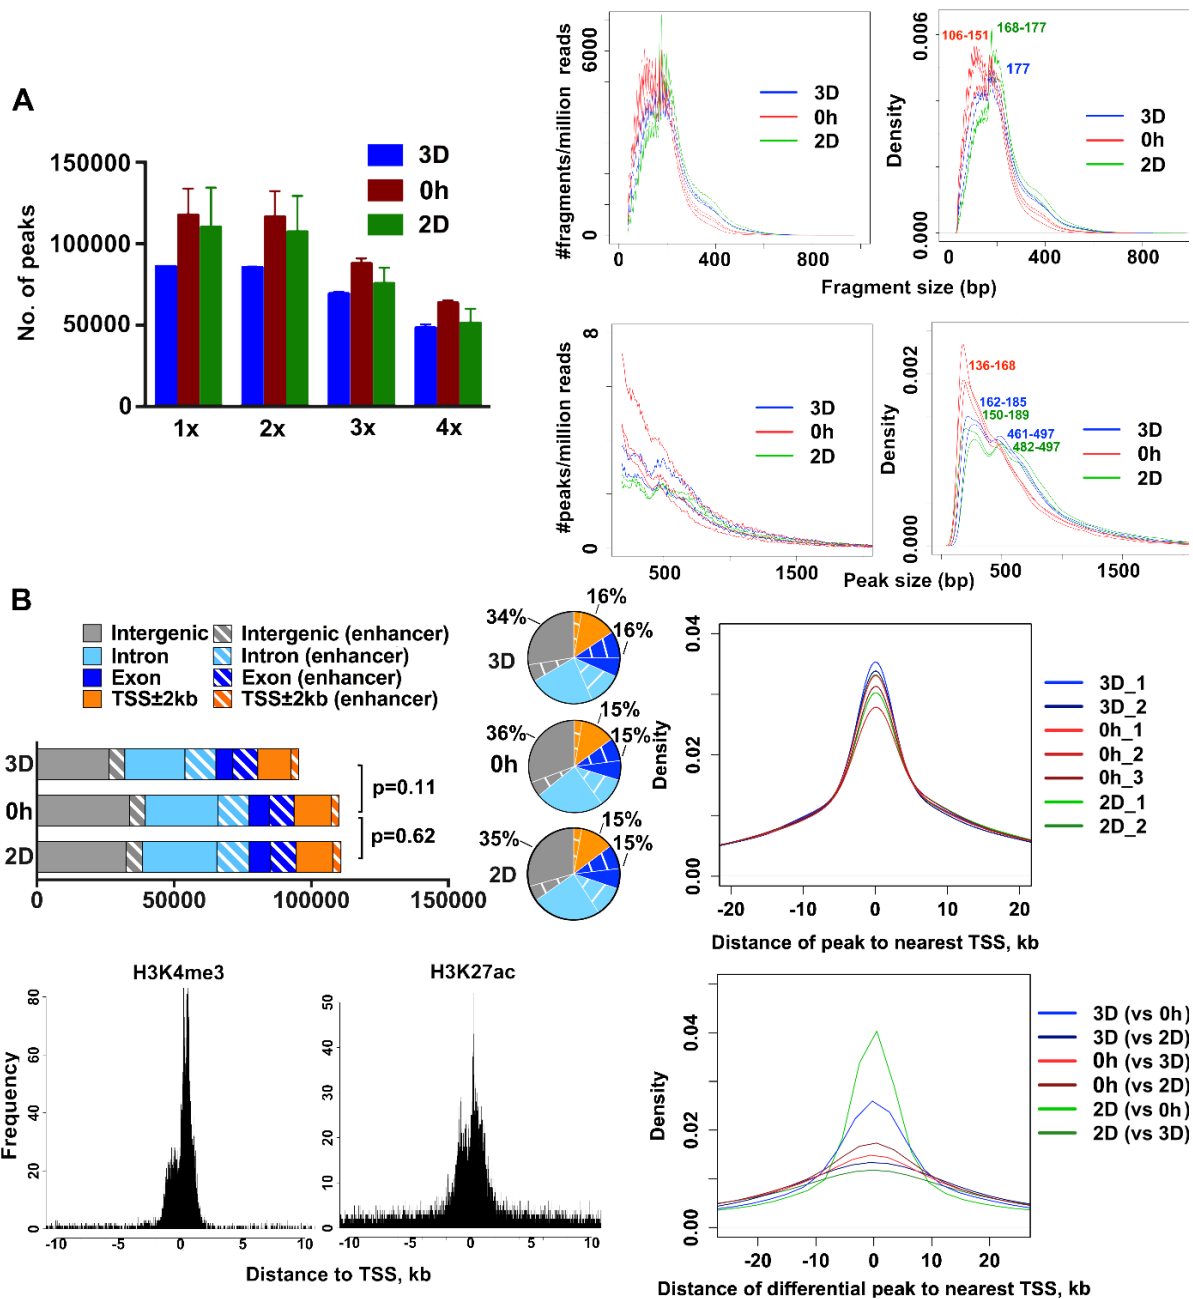 A
No. of peaks
150000
100000
50000
0
3D
0h
2D
1x
2x
3x
4x
#fragments/million reads
6000
0
3D
0h
2D
0
400
800
Density
0.006
0.000
106-151
168-177
177
3D
0h
2D
0
400
800
Fragment size (bp)
#peaks/million reads
8
0
3D
0h
2D
500
1500
Density
0.002
0.000
136-168
162-185
150-189
461-497
482-497
3D
0h
2D
500
1500
Peak size (bp)
B
Intergenic
Intergenic (enhancer)
Intron
Intron (enhancer)
Exon
Exon (enhancer)
TSS±2kb
TSS±2kb (enhancer)
3D
0h
2D
p=0.11
p=0.62
0
50000
100000
150000
34%
16%
16%
3D
36%
15%
15%
0h
35%
15%
15%
2D
Density
0.04
0.02
0.00
-20
-10
0
10
20
Distance of peak to nearest TSS, kb
3D_1
3D_2
0h_1
0h_2
0h_3
2D_1
2D_2
H3K4me3
Frequency
80
60
40
20
0
-10
-5
0
5
10
H3K27ac
50
40
30
20
10
0
-10
-5
0
5
10
Distance to TSS, kb
Density
0.04
0.02
0.00
-20
-10
0
10
20
Distance of differential peak to nearest TSS, kb
3D (vs 0h)
3D (vs 2D)
0h (vs 3D)
0h (vs 2D)
2D (vs 0h)
2D (vs 3D)